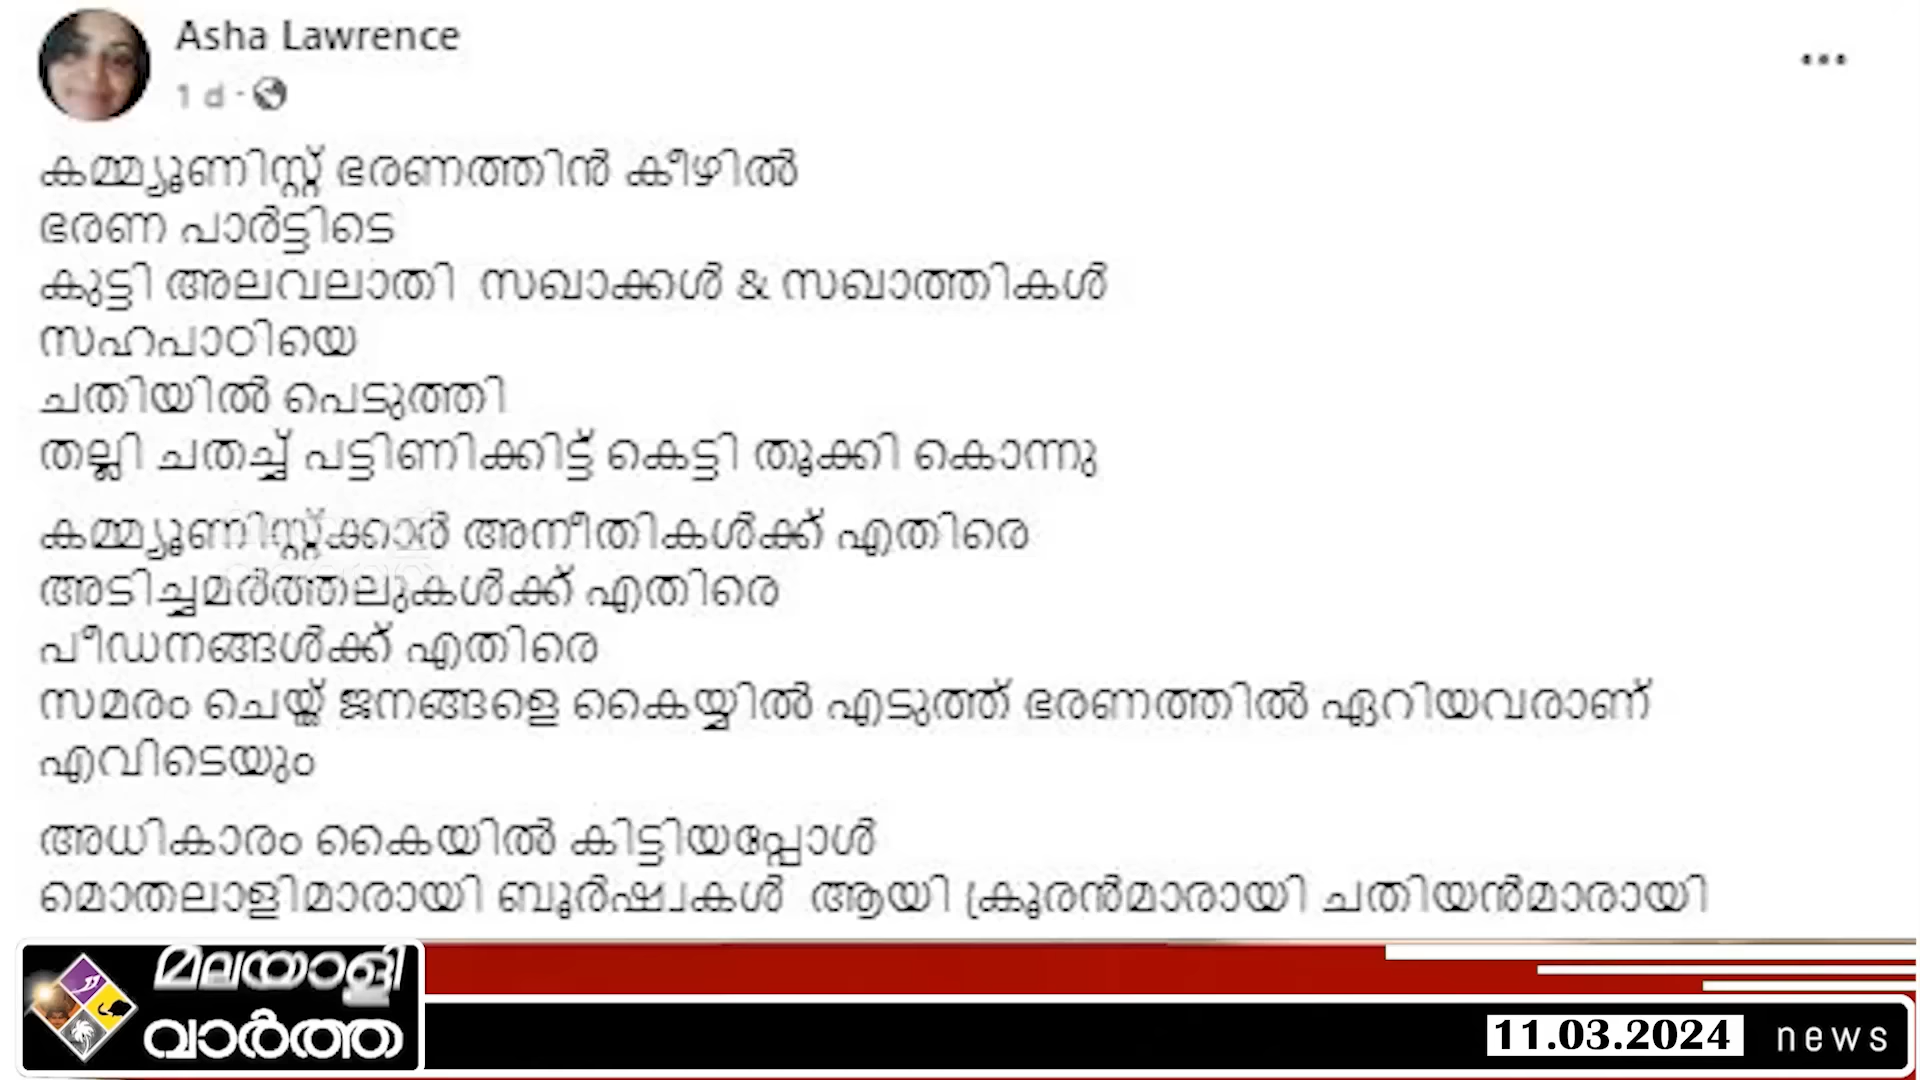 Asha Lawrence
1 d ·
കമ്മ്യൂണിസ്റ്റ് ഭരണത്തിൻ കീഴിൽ
ഭരണ പാർട്ടിടെ
കുട്ടി അലവലാതി സഖാക്കൾ & സഖാത്തികൾ
സഹപാഠിയെ
ചതിയിൽ പെടുത്തി
തല്ലി ചതച്ച് പട്ടിണിക്കിട്ട് കെട്ടി തൂക്കി കൊന്നു
കമ്മ്യൂണിസ്റ്റ്ക്കാർ അനീതികൾക്ക് എതിരെ
അടിച്ചമർത്തലുകൾക്ക് എതിരെ
പീഡനങ്ങൾക്ക് എതിരെ
സമരം ചെയ്ത് ജനങ്ങളെ കൈയ്യിൽ എടുത്ത് ഭരണത്തിൽ ഏറിയവരാണ്
എവിടെയും
അധികാരം കൈയിൽ കിട്ടിയപ്പോൾ
മൊതലാളിമാരായി ബൂർഷ്വകൾ ആയി ക്രൂരൻമാരായി ചതിയൻമാരായി
മലയാളി
വാർത്ത
11.03.2024 news